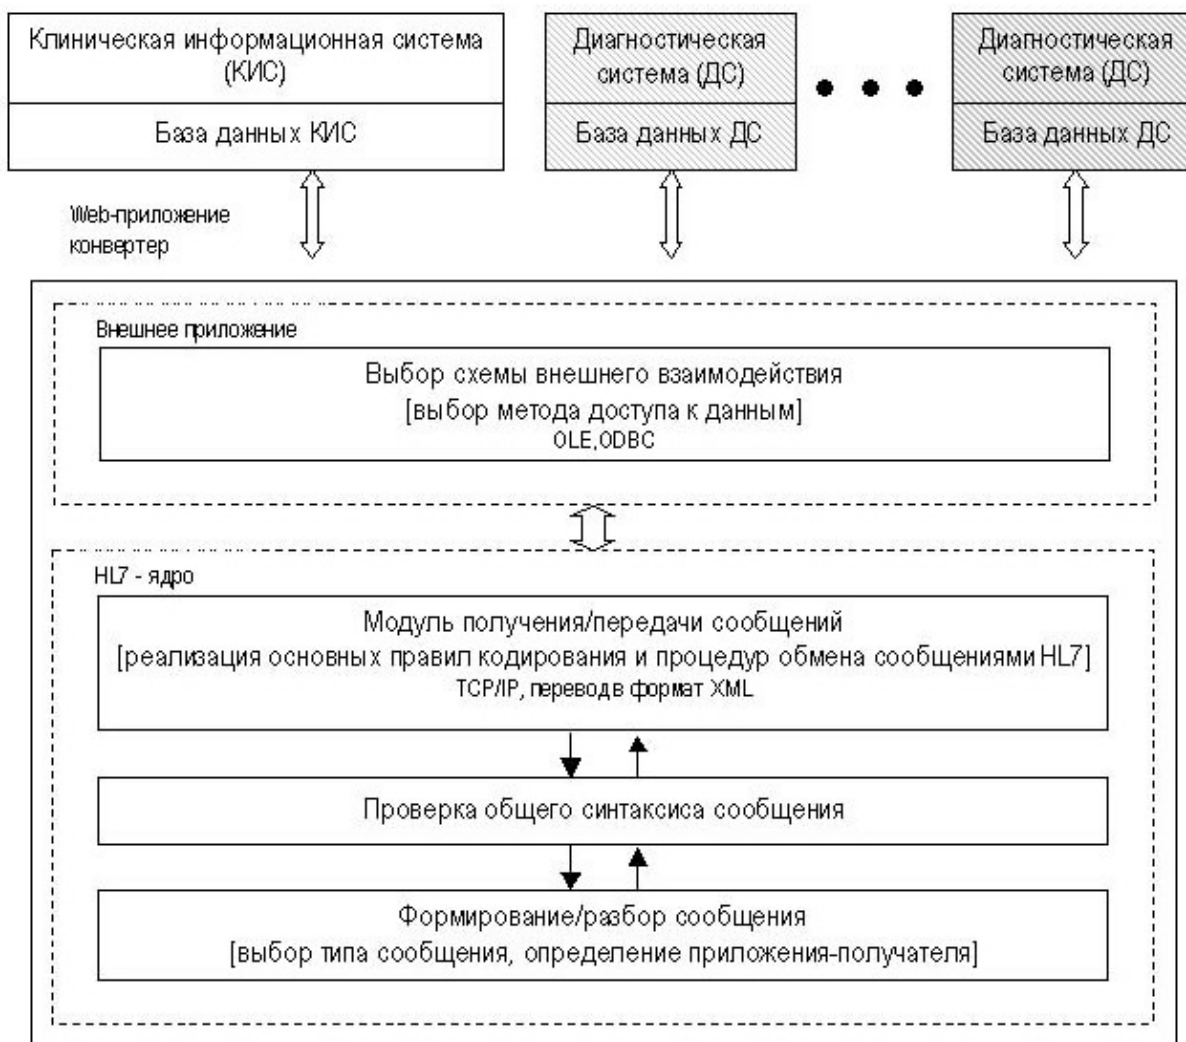 Клиническая информационная система
(КИС)
База данных КИС
Диагностическая
система (ДС)
База данных ДС
Диагностическая
система (ДС)
База данных ДС
Web-приложение
конвертер
Внешнее приложение
Выбор схемы внешнего взаимодействия
[выбор метода доступа к данным]
OLE,ODBC
HL7 - ядро
Модуль получения/передачи сообщений
[реализация основных правил кодирования и процедур обмена сообщениями HL7]
TCP/IP, переводв формат XML
Проверка общего синтаксиса сообщения
Формирование/разбор сообщения
[выбор типа сообщения, определение приложения-получателя]